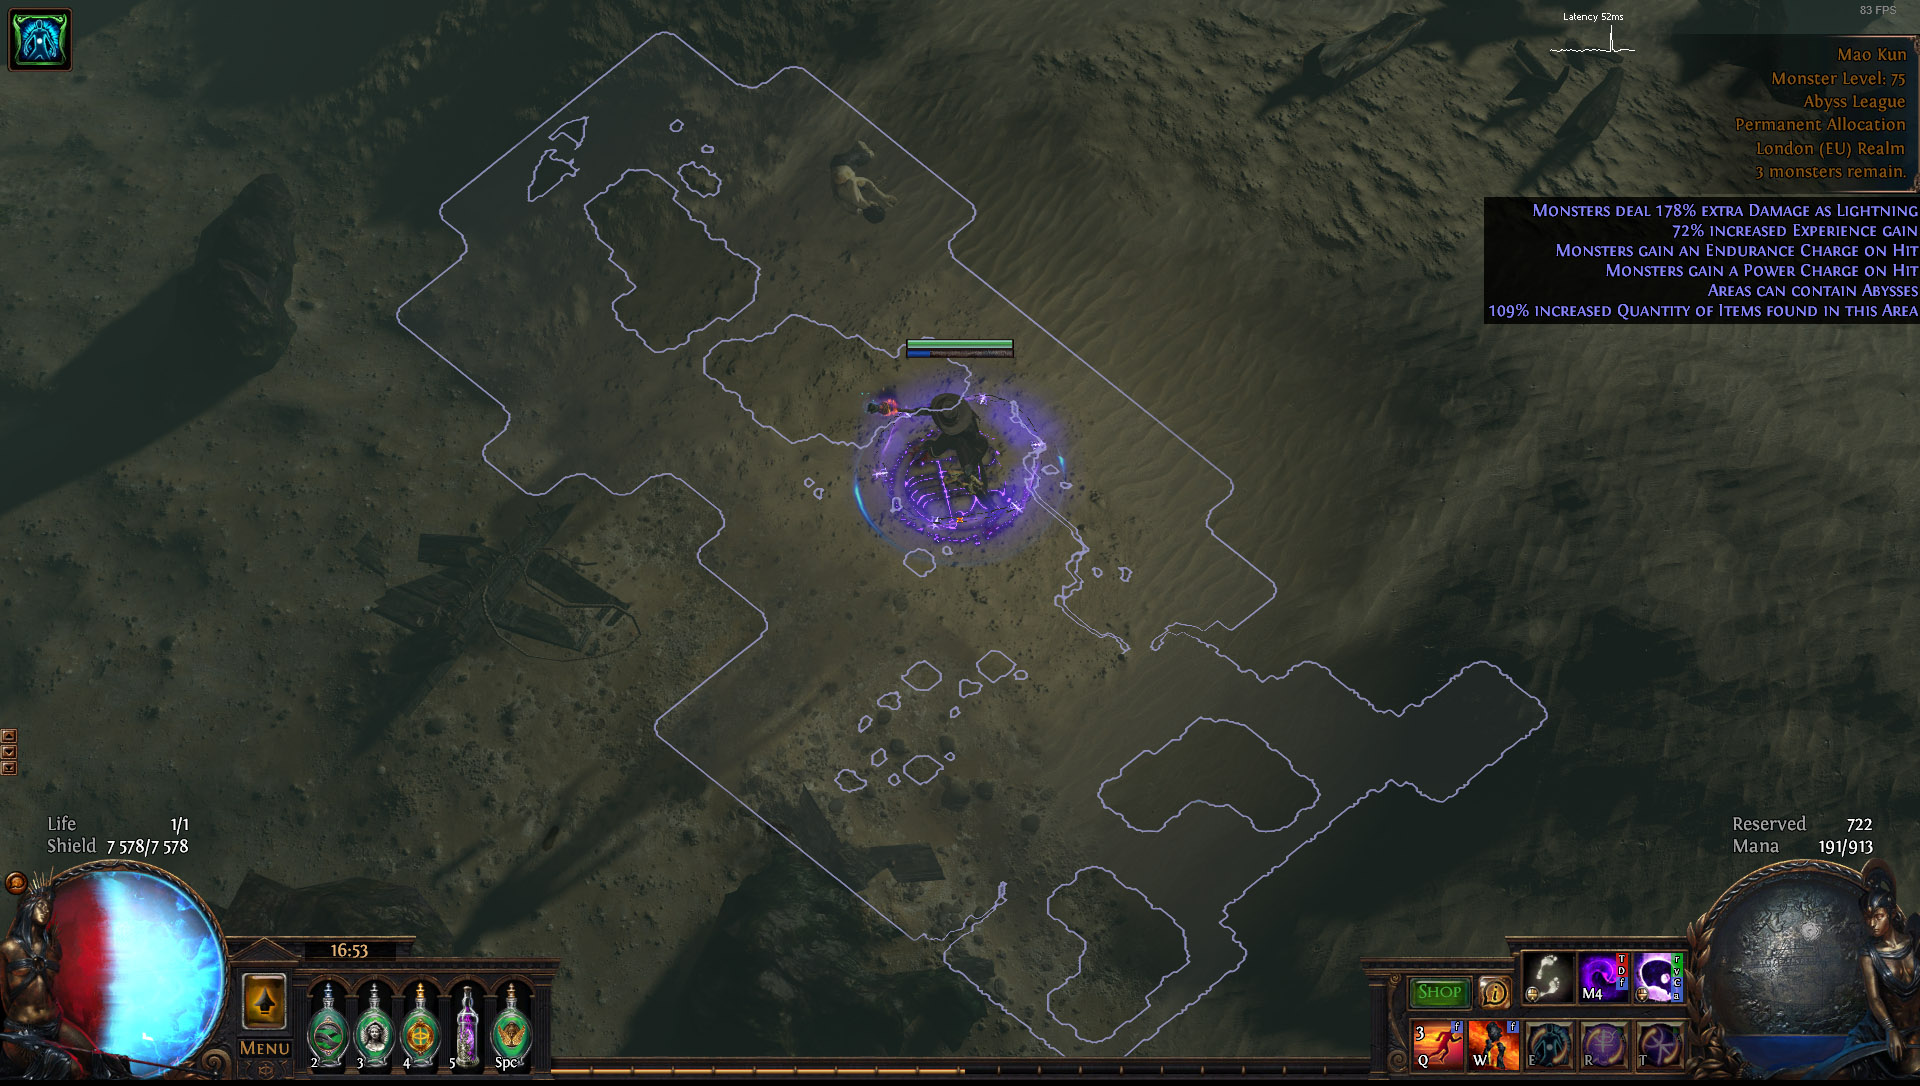 83 FPS
Latency 52ms
Mao Kun
Monster Level: 75
Abyss League
Permanent Allocation
London (EU) Realm
3 monsters remain.
Monsters deal 178% extra Damage as Lightning
72% increased Experience gain
Monsters gain an Endurance Charge on Hit
Monsters gain a Power Charge on Hit
Areas can contain Abysses
109% increased Quantity of Items found in this Area
Life 1/1
Shield 7 578/7 578
Reserved 722
Mana 191/913
16:53
Menu
2 3 4 5 Spc
Shop
M4
T
D
f
r
v
C
a
3
f
f
Q W E R T